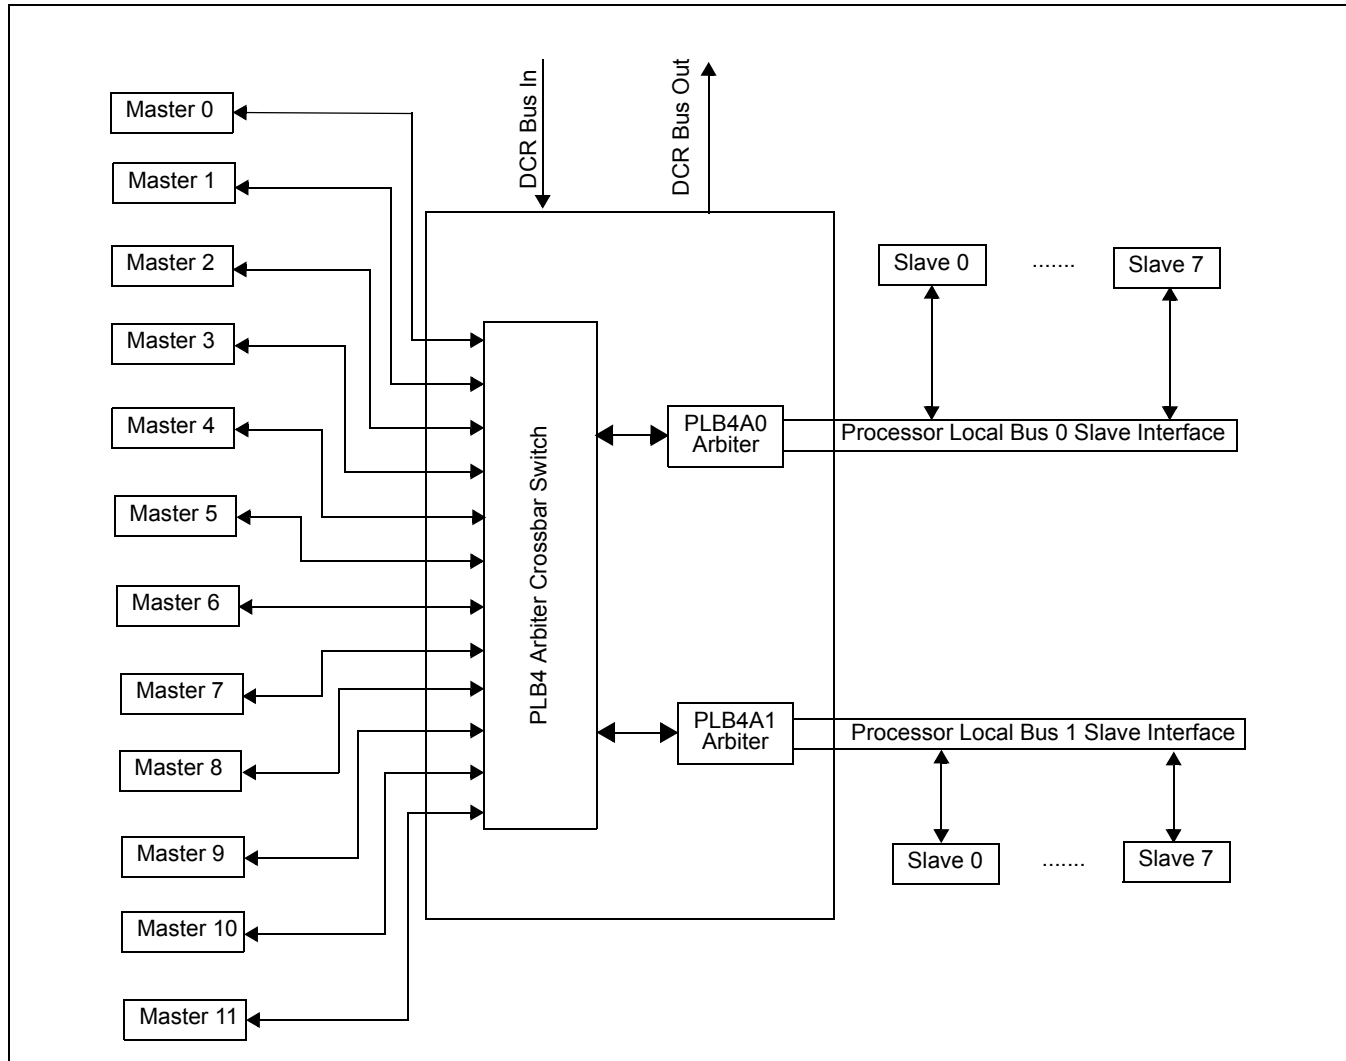 DCR Bus In
DCR Bus Out
Master 0
Master 1
Master 2
Master 3
Master 4
Master 5
Master 6
Master 7
Master 8
Master 9
Master 10
Master 11
PLB4 Arbiter Crossbar Switch
PLB4A0
Arbiter
Processor Local Bus 0 Slave Interface
Slave 0
.......
Slave 7
PLB4A1
Arbiter
Processor Local Bus 1 Slave Interface
Slave 0
.......
Slave 7